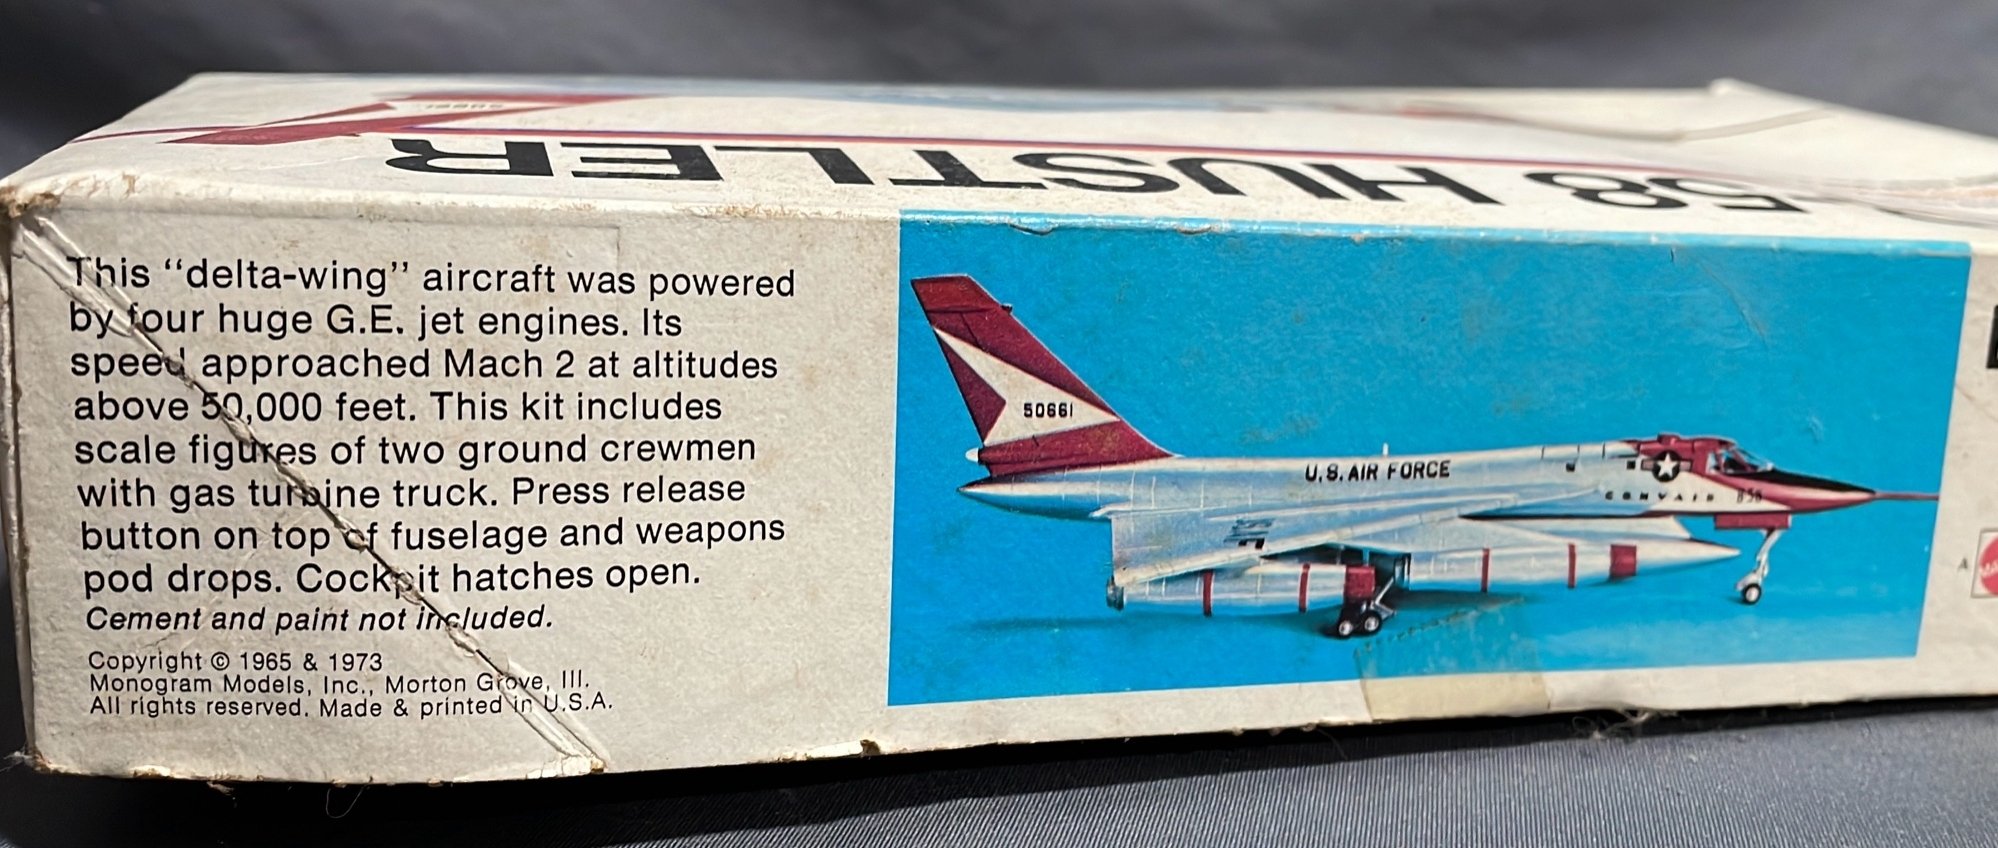 58 HUSTLER
This “delta-wing” aircraft was powered
by four huge G.E. jet engines. Its
speed approached Mach 2 at altitudes
above 50,000 feet. This kit includes
scale figures of two ground crewmen
with gas turbine truck. Press release
button on top of fuselage and weapons
pod drops. Cockpit hatches open.
Cement and paint not included.
Copyright © 1965 & 1973
Monogram Models, Inc., Morton Grove, Ill.
All rights reserved. Made & printed in U.S.A.
50661
U.S. AIR FORCE
CONVAIR B58
A